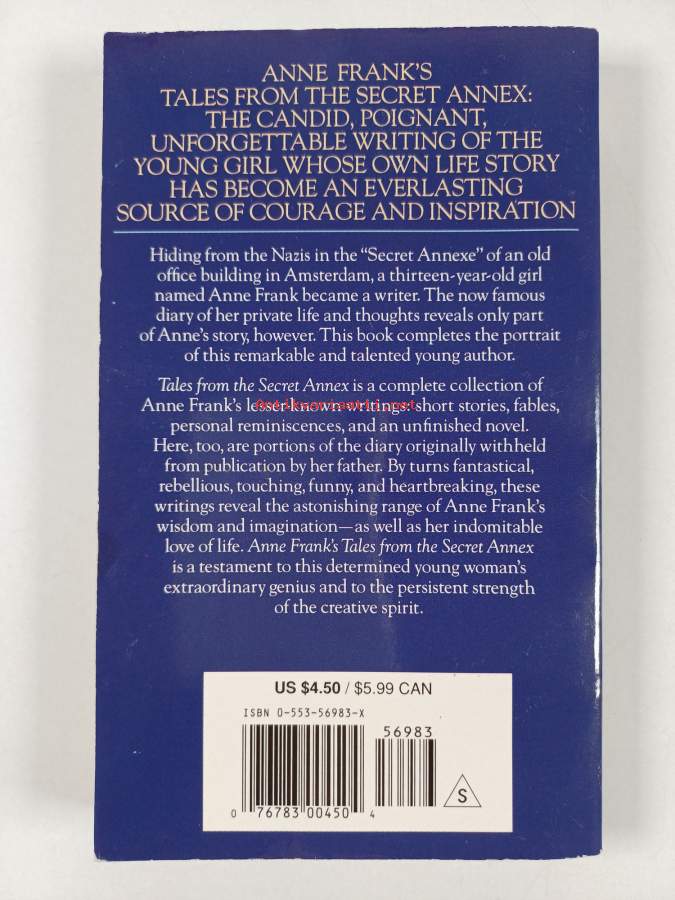 ANNE FRANK'S
TALES FROM THE SECRET ANNEX:
THE CANDID, POIGNANT,
UNFORGETTABLE WRITING OF THE
YOUNG GIRL WHOSE OWN LIFE STORY
HAS BECOME AN EVERLASTING
SOURCE OF COURAGE AND INSPIRATION
Hiding from the Nazis in the “Secret Annexe” of an old
office building in Amsterdam, a thirteen-year-old girl
named Anne Frank became a writer. The now famous
diary of her private life and thoughts reveals only part
of Anne's story, however. This book completes the portrait
of this remarkable and talented young author.
Tales from the Secret Annex is a complete collection of
Anne Frank's lesser-known writings: short stories, fables,
Antikvariaatti.net
personal reminiscences, and an unfinished novel.
Here, too, are portions of the diary originally withheld
from publication by her father. By turns fantastical,
rebellious, touching, funny, and heartbreaking, these
writings reveal the astonishing range of Anne Frank's
wisdom and imagination—as well as her indomitable
love of life. Anne Frank's Tales from the Secret Annex
is a testament to this determined young woman's
extraordinary genius and to the persistent strength
of the creative spirit.
US $4.50 / $5.99 CAN
ISBN 0-553-56983-X
56983
0 76783 00450 4
S